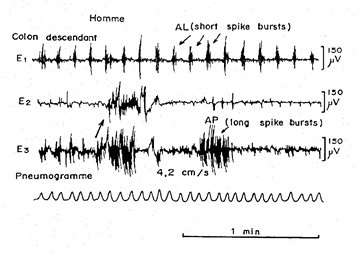 Homme
Colon descendant
AL (short spike bursts)
E1
150 µV
E2
150 µV
AP (long spike bursts)
E3
150 µV
4,2 cm/s
Pneumogramme
1 min